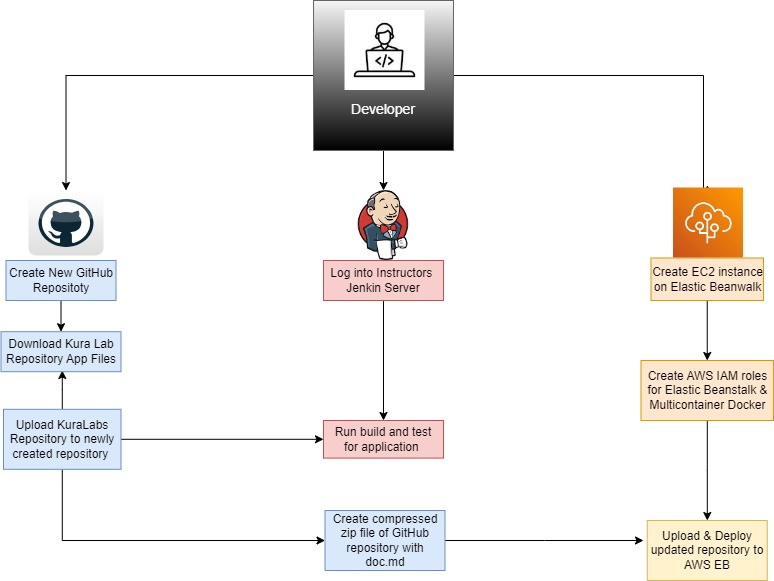 Developer
Create New GitHub
Repositoty
Log into Instructors
Jenkin Server
Create EC2 instance
on Elastic Beanwalk
Download Kura Lab
Repository App Files
Create AWS IAM roles
for Elastic Beanstalk &
Multicontainer Docker
Upload KuraLabs
Repository to newly
created repository
Run build and test
for application
Create compressed
zip file of GitHub
repository with
doc.md
Upload & Deploy
updated repository to
AWS EB